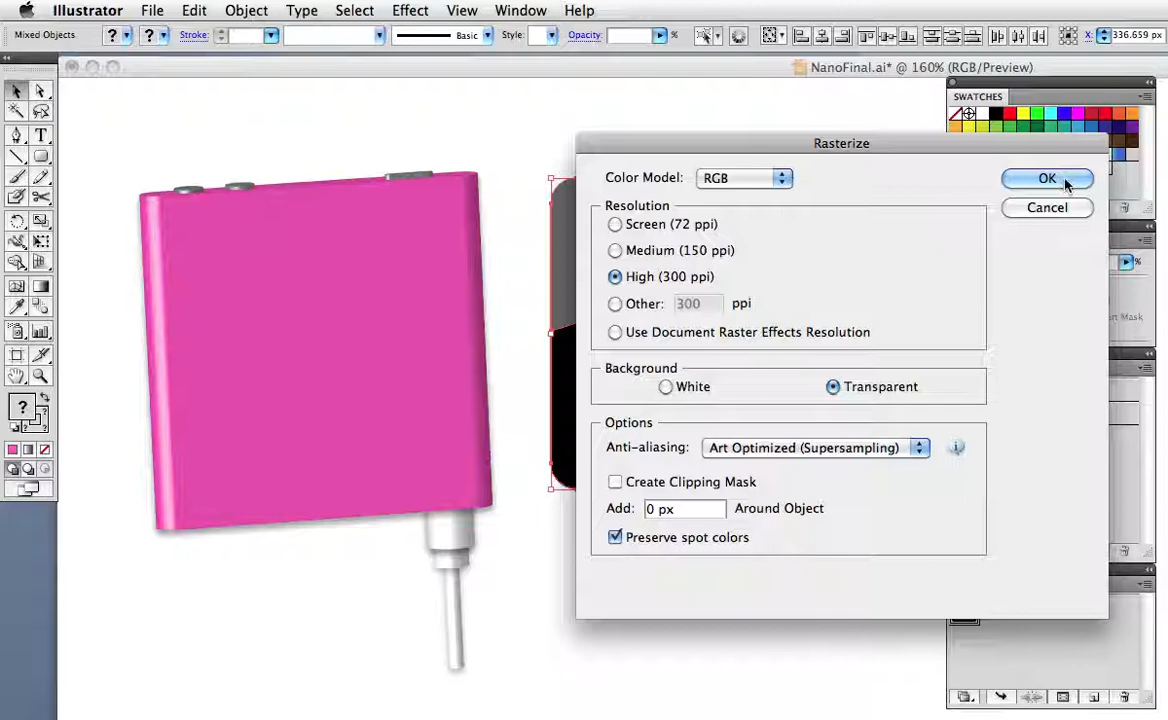 Illustrator File Edit Object Type Select Effect View Window Help
Mixed Objects ? ? Stroke: Basic Style: Opacity: % X: 336.659 px
NanoFinal.ai* @ 160% (RGB/Preview)
SWATCHES
Rasterize
Color Model: RGB
OK
Cancel
Resolution
Screen (72 ppi)
Medium (150 ppi)
High (300 ppi)
Other: 300 ppi
Use Document Raster Effects Resolution
%
Mask
Background
White Transparent
Options
Anti-aliasing: Art Optimized (Supersampling)
Create Clipping Mask
Add: 0 px Around Object
Preserve spot colors
T
?